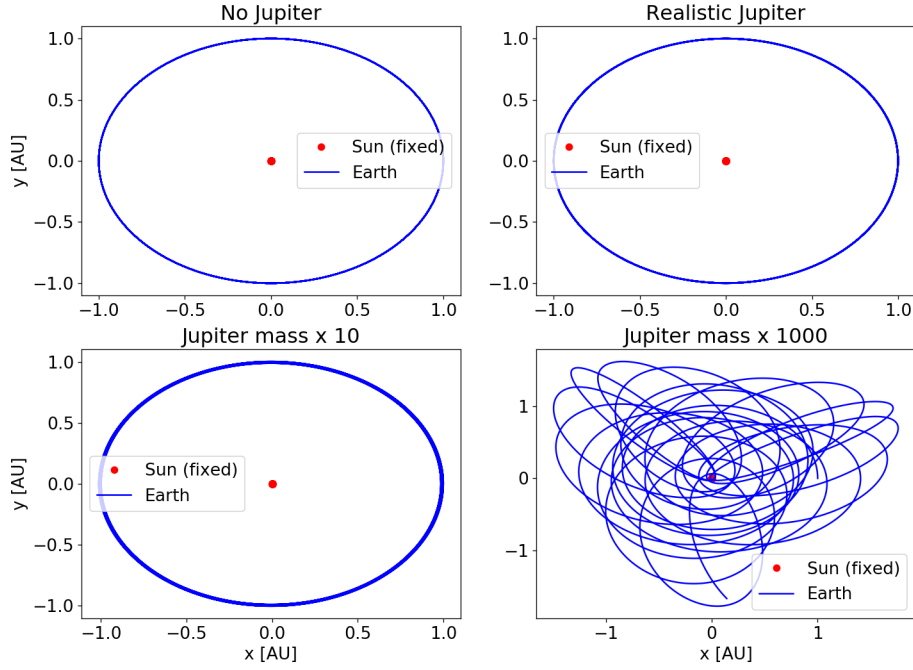 No Jupiter
1.0
0.5
0.0
−0.5
−1.0
y [AU]
Sun (fixed)
Earth
−1.0 −0.5 0.0 0.5 1.0
Realistic Jupiter
1.0
0.5
0.0
−0.5
−1.0
Sun (fixed)
Earth
−1.0 −0.5 0.0 0.5 1.0
Jupiter mass x 10
1.0
0.5
0.0
−0.5
−1.0
y [AU]
Sun (fixed)
Earth
−1.0 −0.5 0.0 0.5 1.0
x [AU]
Jupiter mass x 1000
1
0
−1
Sun (fixed)
Earth
−1 0 1
x [AU]